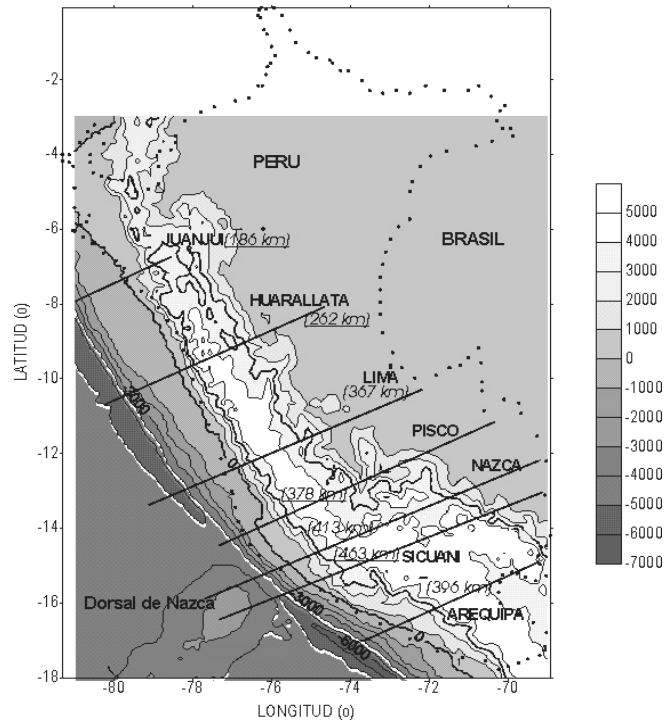 -2
-4
-6
-8
-10
-12
-14
-16
-18
LATITUD (o)
-80
-78
-76
-74
-72
-70
LONGITUD (o)
PERU
BRASIL
JUANJUI
(186 km)
HUARALLATA
(262 km)
LIMA
(367 km)
PISCO
(378 km)
NAZCA
(413 km)
(463 km)
SICUANI
(396 km)
AREQUIPA
Dorsal de Nazca
-3000
0
-3000
-6000
0
5000
4000
3000
2000
1000
0
-1000
-2000
-3000
-4000
-5000
-6000
-7000